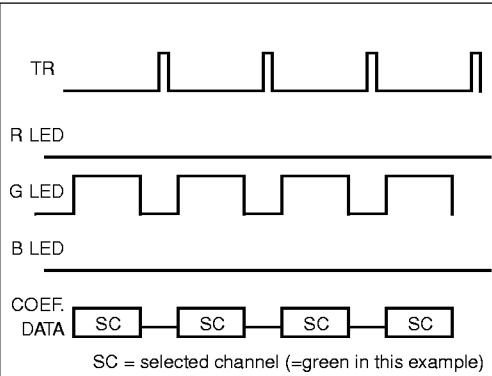 TR
R LED
G LED
B LED
COEF.
DATA SC SC SC SC
SC = selected channel (=green in this example)